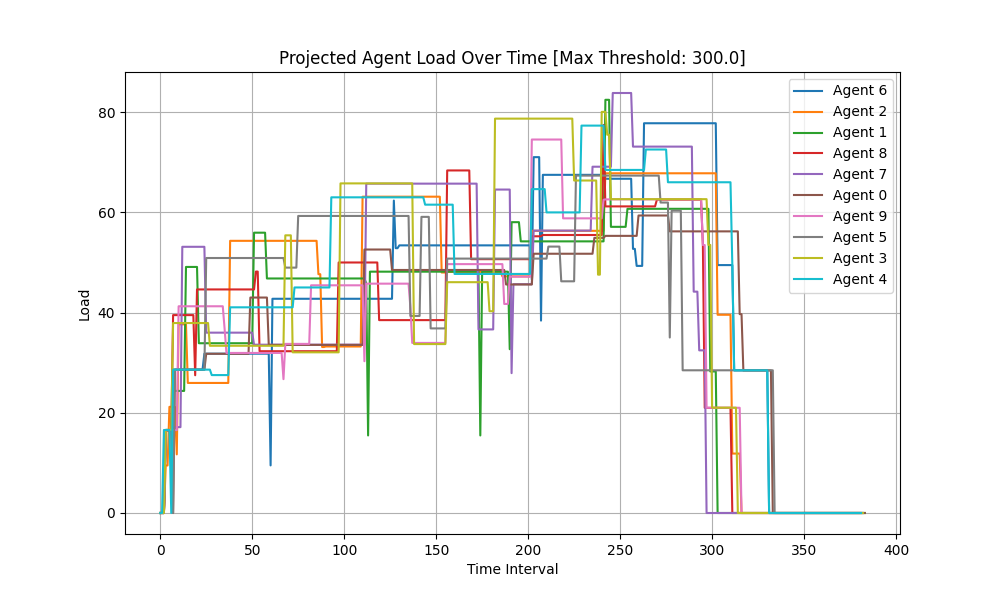 Projected Agent Load Over Time [Max Threshold: 300.0]
Load
80
60
40
20
0
0 50 100 150 200 250 300 350 400
Time Interval
Agent 6
Agent 2
Agent 1
Agent 8
Agent 7
Agent 0
Agent 9
Agent 5
Agent 3
Agent 4